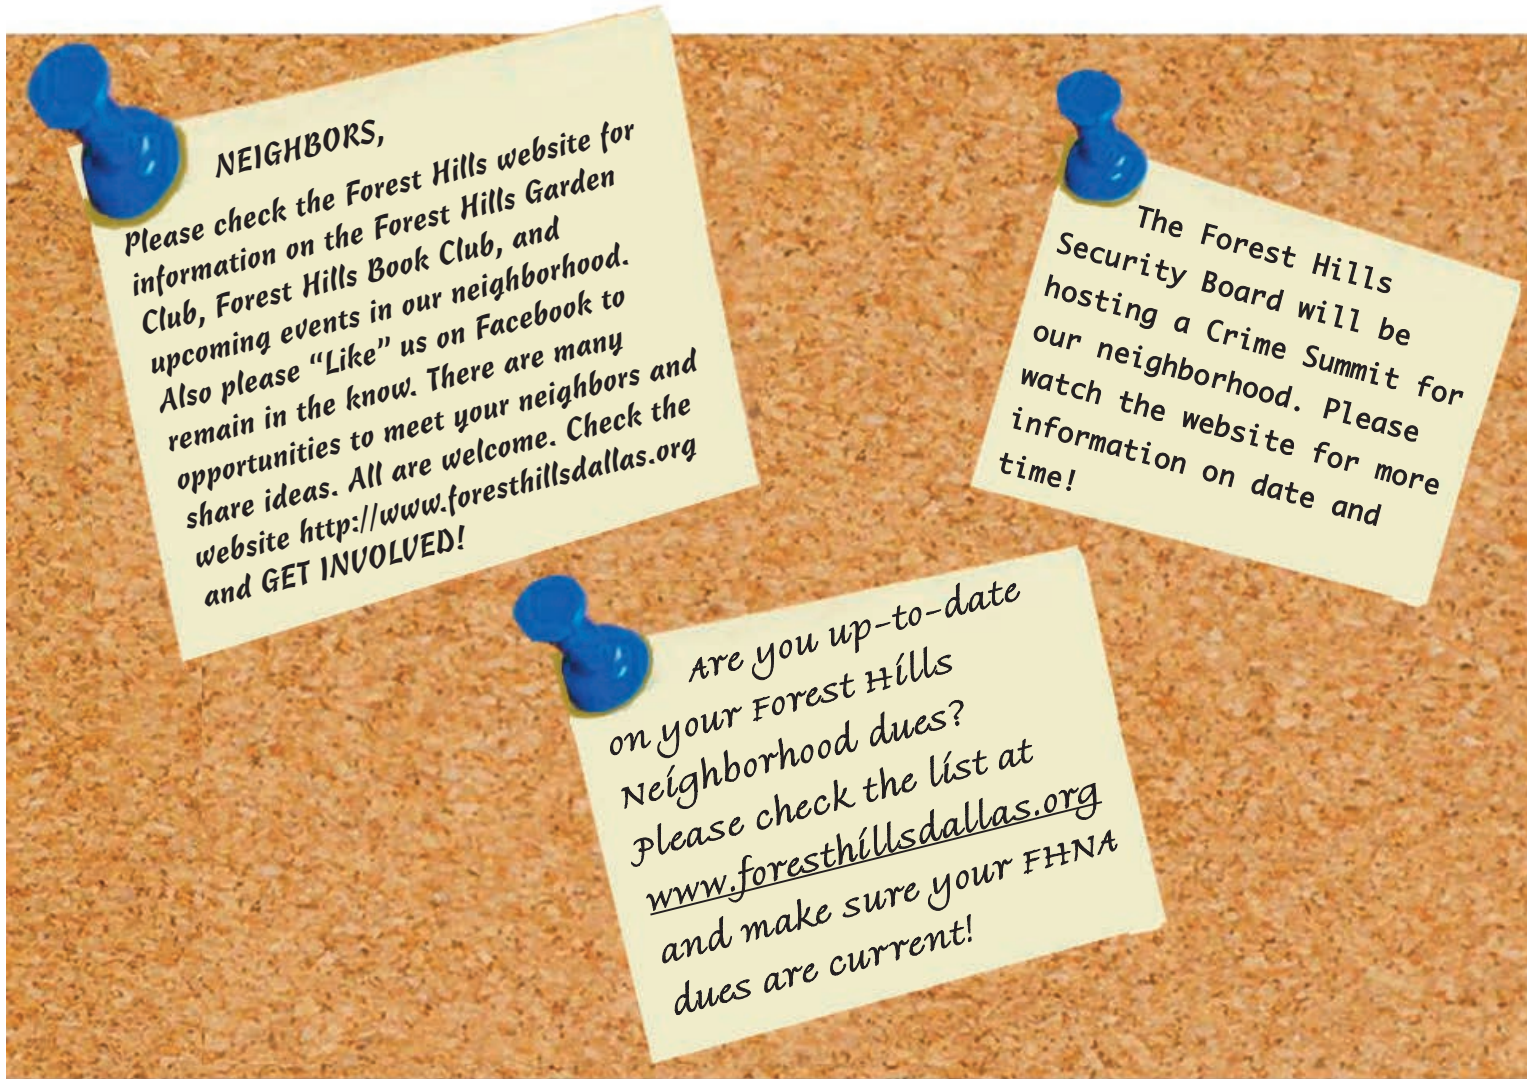 NEIGHBORS,
Please check the Forest Hills website for
information on the Forest Hills Garden
Club, Forest Hills Book Club, and
upcoming events in our neighborhood.
Also please “Like” us on Facebook to
remain in the know. There are many
opportunities to meet your neighbors and
share ideas. All are welcome. Check the
website http://www.foresthillsdallas.org
and GET INVOLVED!
The Forest Hills
Security Board will be
hosting a Crime Summit for
our neighborhood. Please
watch the website for more
information on date and
time!
Are you up-to-date
on your Forest Hills
Neighborhood dues?
Please check the list at
www.foresthillsdallas.org
and make sure your FHNA
dues are current!